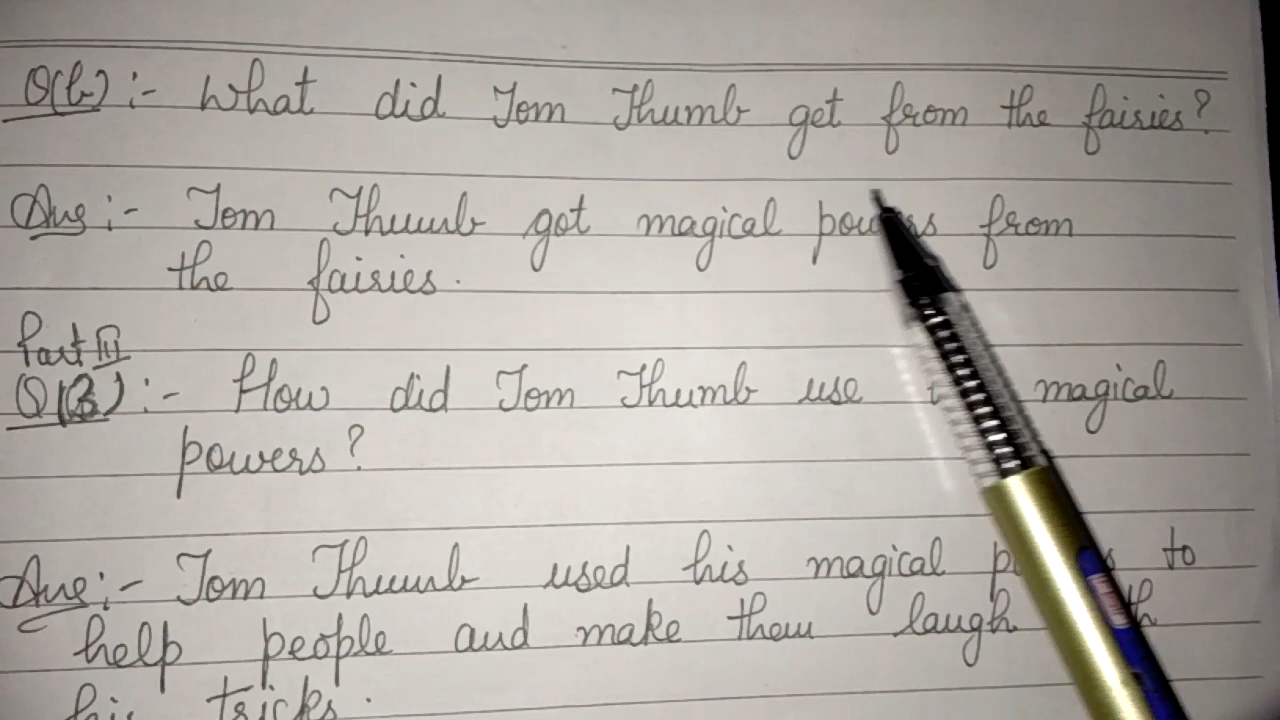 Q(b):- What did Tom Thumb get from the fairies?
Ans:- Tom Thumb got magical powers from
the fairies.
Part III
Q(B):- How did Tom Thumb use magical
powers?
Ans:- Tom Thumb used his magical to
help people and make them laugh
his tricks.